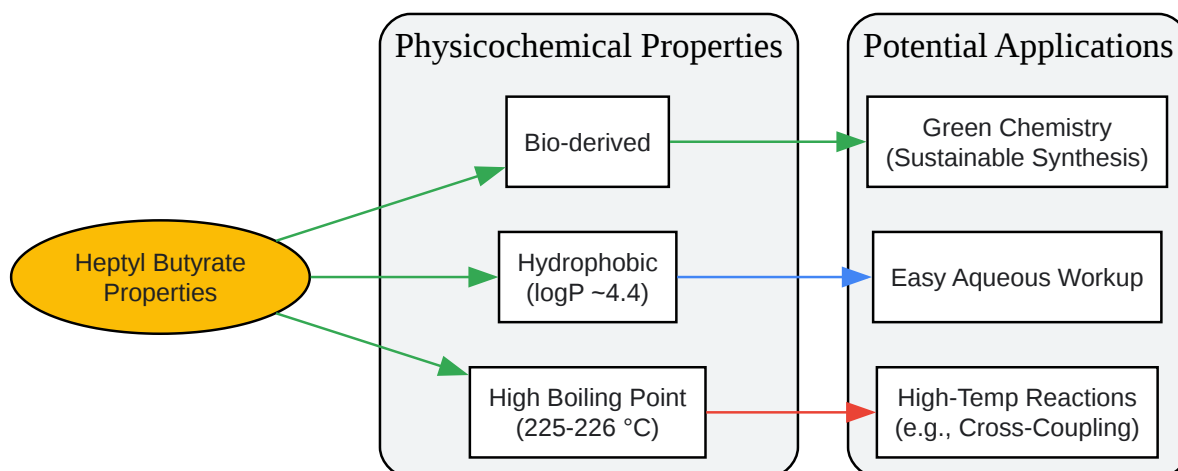 Physicochemical Properties
Potential Applications
Heptyl Butyrate
Properties
Bio-derived
Green Chemistry
(Sustainable Synthesis)
Hydrophobic
(logP ~4.4)
Easy Aqueous Workup
High Boiling Point
(225-226 °C)
High-Temp Reactions
(e.g., Cross-Coupling)